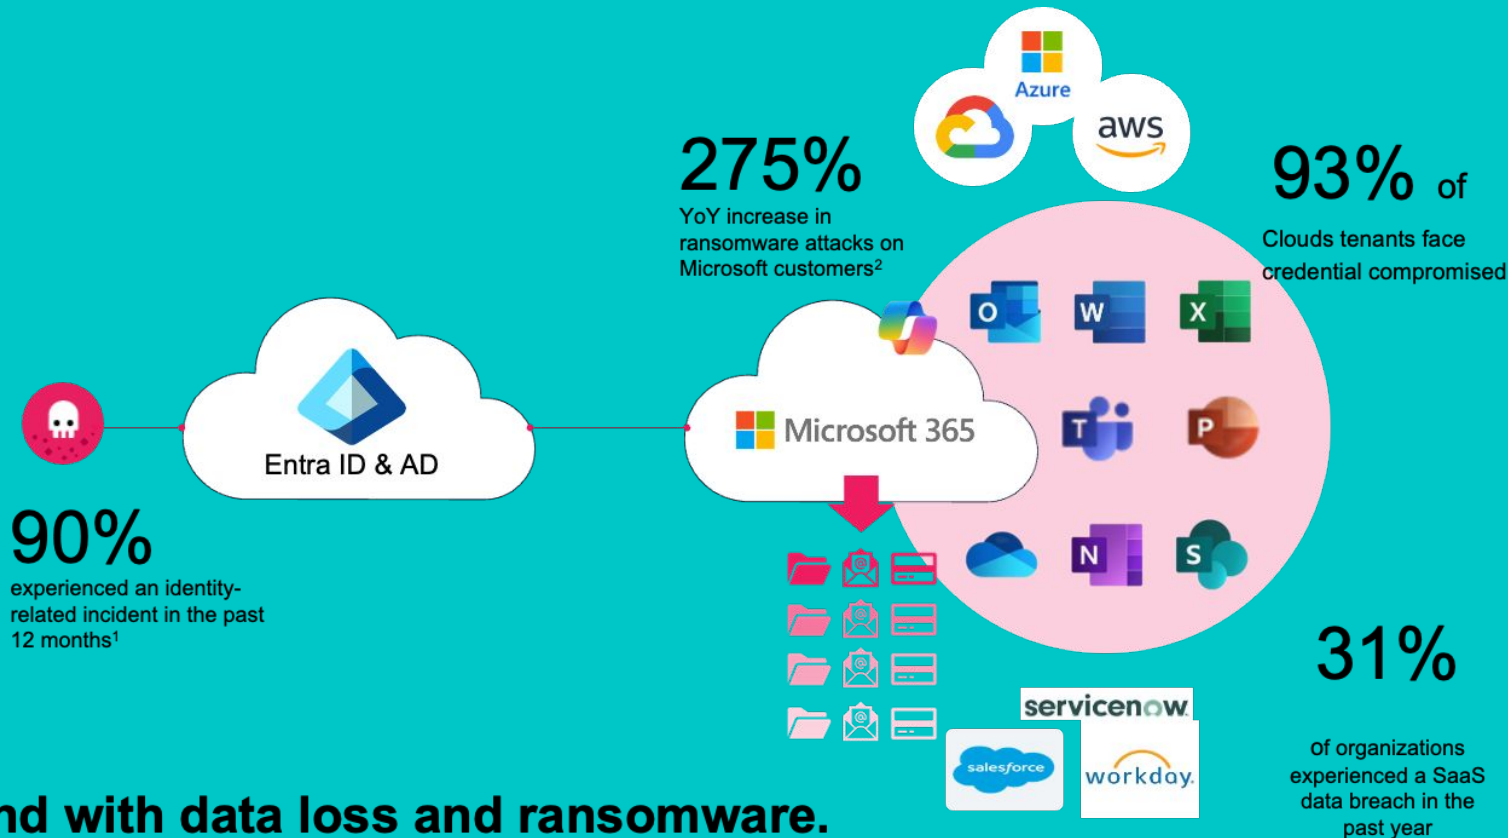 Azure
aws
275%
YoY increase in
ransomware attacks on
Microsoft customers²
93% of
Clouds tenants face
credential compromised
O
W
X
Entra ID & AD
Microsoft 365
T
P
90%
experienced an identity-
related incident in the past
12 months¹
N
S
@
@
@
@
31%
of organizations
experienced a SaaS
data breach in the
past year
servicenow
salesforce
workday.
nd with data loss and ransomware.